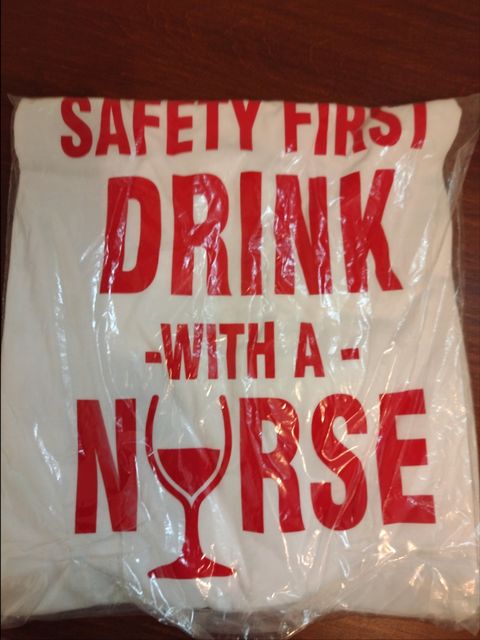 SAFETY FIRST
DRINK
-WITH A-
NURSE